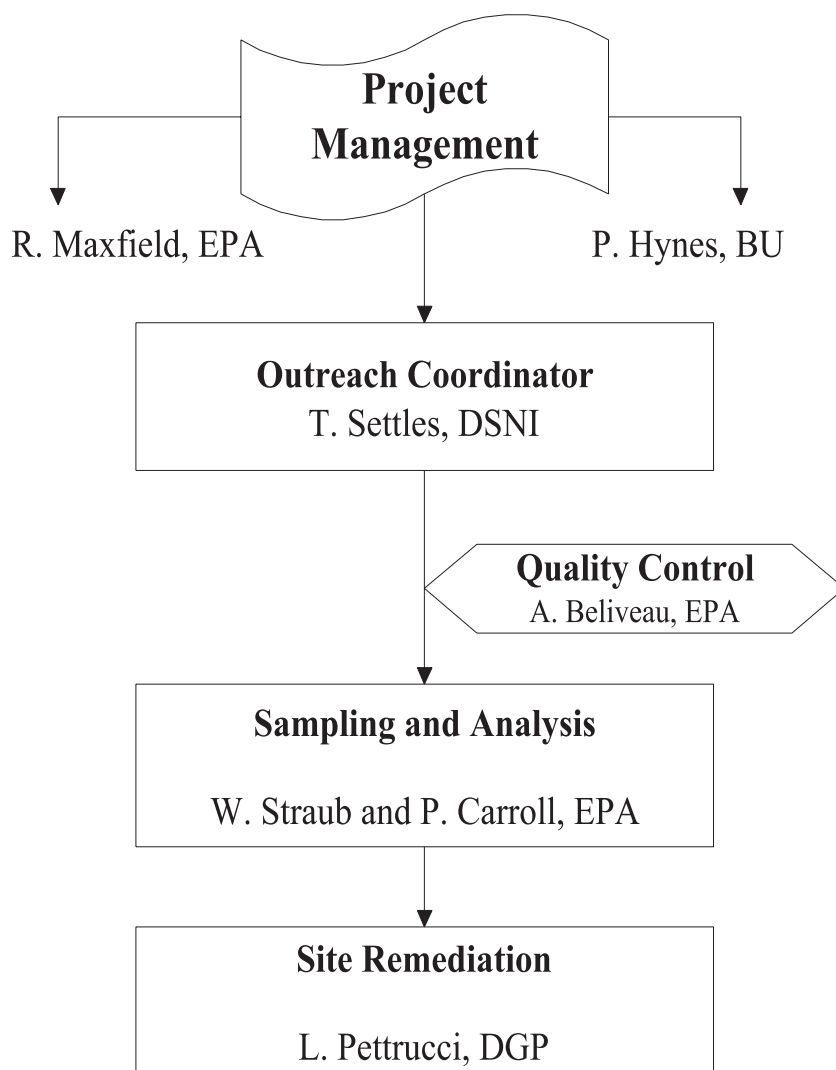 Project
Management
R. Maxfield, EPA
P. Hynes, BU
Outreach Coordinator
T. Settles, DSNI
Quality Control
A. Beliveau, EPA
Sampling and Analysis
W. Straub and P. Carroll, EPA
Site Remediation
L. Pettrucci, DGP